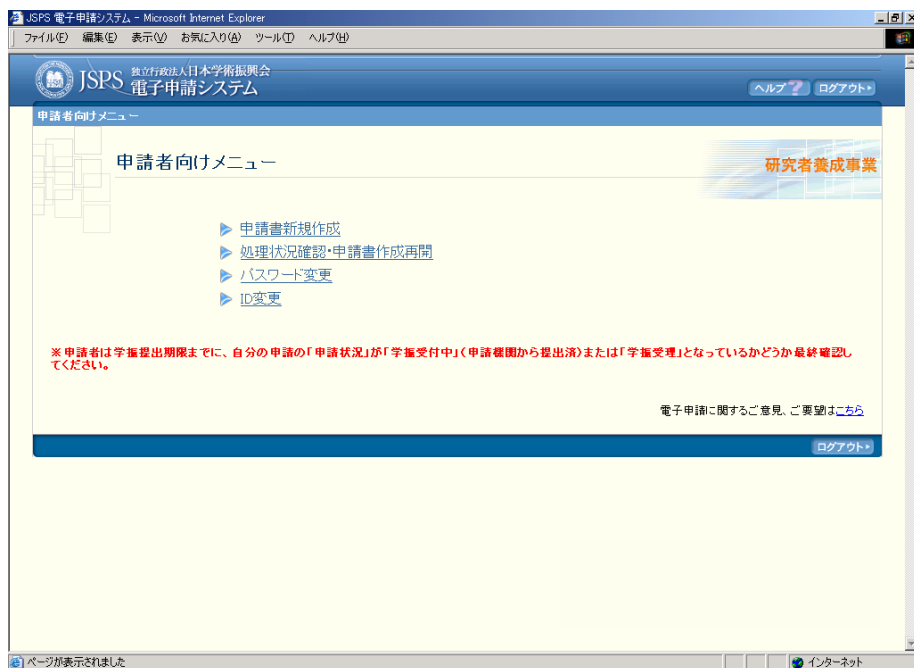 JSPS 電子申請システム - Microsoft Internet Explorer
ファイル(F) 編集(E) 表示(V) お気に入り(A) ツール(T) ヘルプ(H)
JSPS 独立行政法人日本学術振興会
電子申請システム
ヘルプ ? ログアウト
申請者向けメニュー
申請者向けメニュー
研究者養成事業
申請書新規作成
処理状況確認・申請書作成再開
パスワード変更
ID変更
※申請者は学振提出期限までに、自分の申請の「申請状況」が「学振受付中」(申請機関から提出済)または「学振受理」となっているかどうか最終確認し
てください。
電子申請に関するご意見、ご要望はこちら
ログアウト
ページが表示されました
インターネット